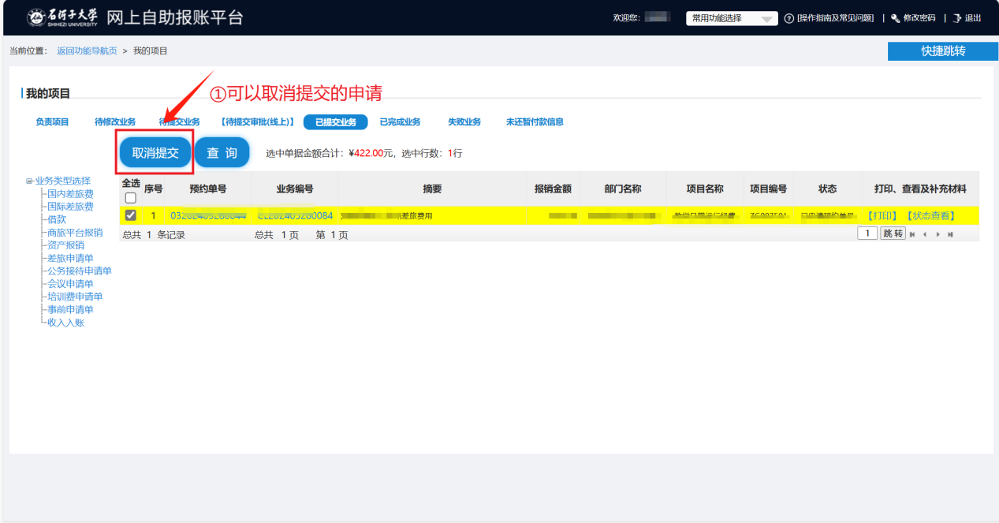 石河子大学 SHIHEZI UNIVERSITY 网上自助报账平台 欢迎您: 常用功能选择 [操作指南及常见问题] | 修改密码 | 退出
当前位置: 返回功能导航页 > 我的项目 快捷跳转
我的项目
①可以取消提交的申请
负责项目 待修改业务 待提交业务 【待提交审批(线上)】 已提交业务 已完成业务 失败业务 未还暂付款信息
取消提交 查 询 选中单据金额合计:¥422.00元, 选中行数: 1行
业务类型选择
国内差旅费
国际差旅费
借款
商旅平台报销
资产报销
差旅申请单
公务接待申请单
会议申请单
培训费申请单
事前申请单
收入入账
全选 序号 预约单号 业务编号 摘要 报销金额 部门名称 项目名称 项目编号 状态 打印、查看及补充材料
1 差旅费用 【打印】 【状态查看】
总共 1 条记录 总共 1 页 第 1 页 1 跳转